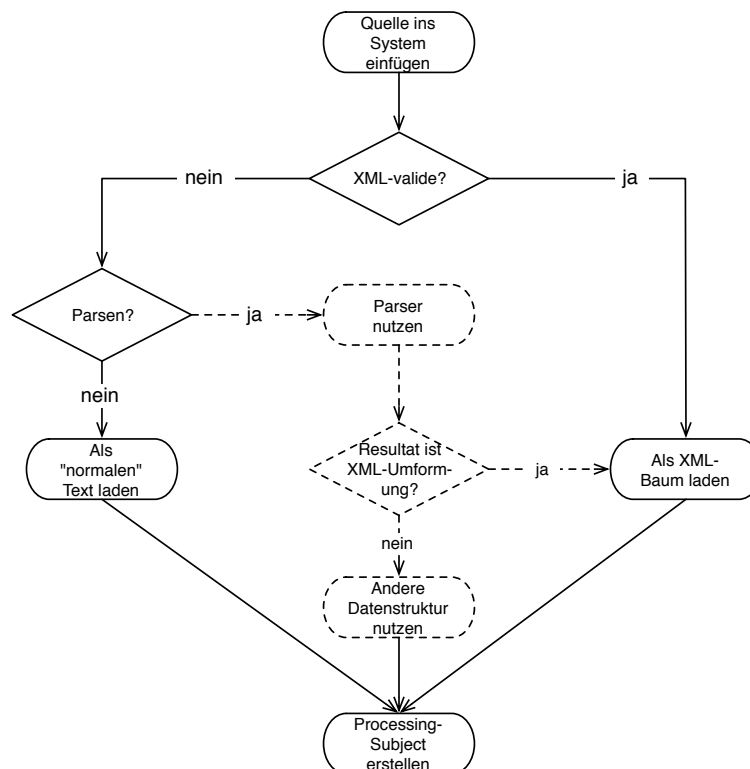 Quelle ins
System
einfügen
nein
XML-valide?
ja
Parsen?
ja
Parser
nutzen
nein
Als
"normalen"
Text laden
Resultat ist
XML-Umform-
ung?
ja
Als XML-
Baum laden
nein
Andere
Datenstruktur
nutzen
Processing-
Subject
erstellen